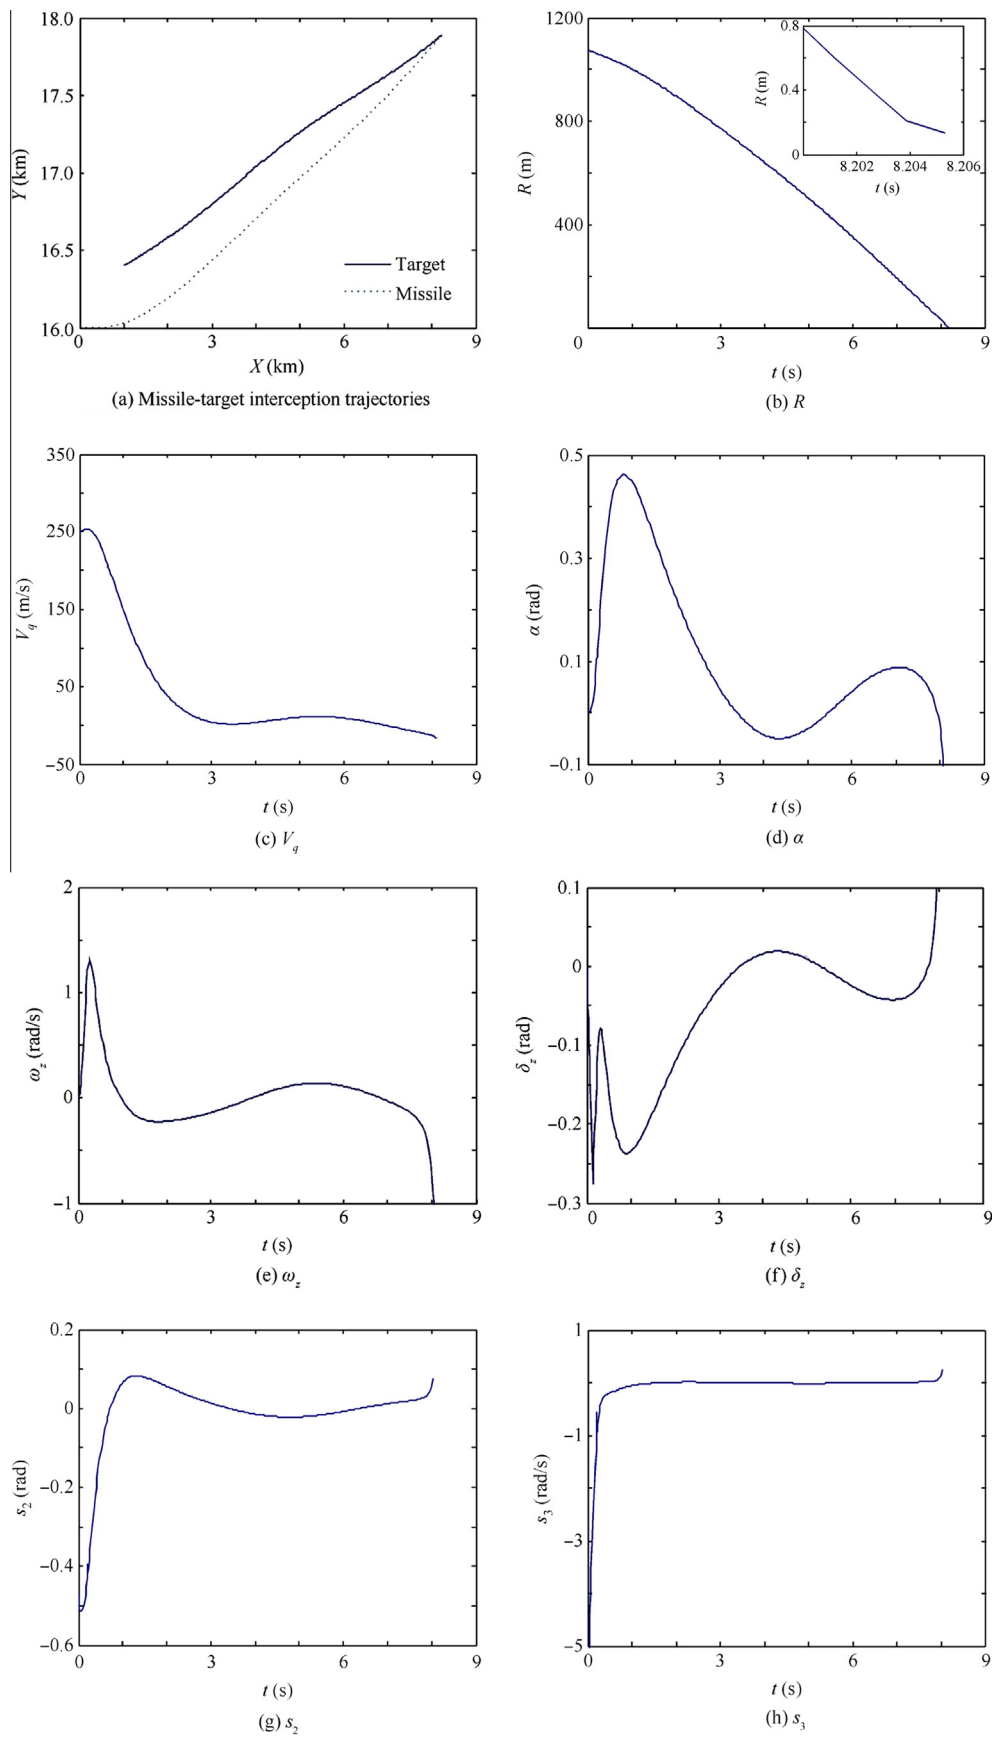 18.0
17.5
17.0
16.5
16.0
Y (km)
Target
Missile
0 3 6 9
X (km)
(a) Missile-target interception trajectories
1200
800
400
R (m)
0 3 6 9
t (s)
0.8
0.4
0
R (m)
8.202 8.204 8.206
t (s)
(b) R
350
250
150
50
−50
V_q (m/s)
0 3 6 9
t (s)
(c) V_q
0.5
0.3
0.1
−0.1
α (rad)
0 3 6 9
t (s)
(d) α
2
1
0
−1
ω_z (rad/s)
0 3 6 9
t (s)
(e) ω_z
0.1
0
−0.1
−0.2
−0.3
δ_z (rad)
0 3 6 9
t (s)
(f) δ_z
0.2
0
−0.2
−0.4
−0.6
s_2 (rad)
0 3 6 9
t (s)
(g) s_2
1
−1
−3
−5
s_3 (rad/s)
0 3 6 9
t (s)
(h) s_3